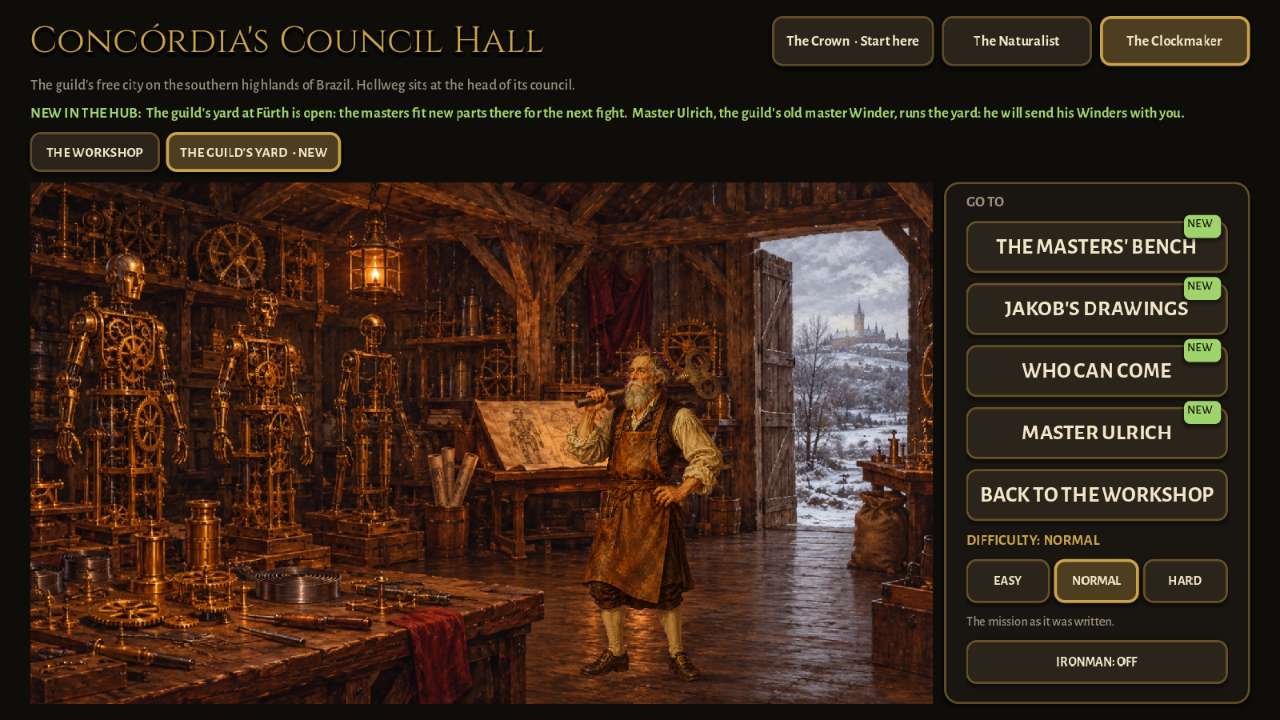 Concórdia's Council Hall
The Crown · Start here
The Naturalist
The Clockmaker
The guild's free city on the southern highlands of Brazil. Hollweg sits at the head of its council.
NEW IN THE HUB: The guild's yard at Fürth is open: the masters fit new parts there for the next fight. Master Ulrich, the guild's old master Winder, runs the yard: he will send his Winders with you.
THE WORKSHOP
THE GUILD'S YARD · NEW
GO TO
NEW
THE MASTERS' BENCH
NEW
JAKOB'S DRAWINGS
NEW
WHO CAN COME
NEW
MASTER ULRICH
BACK TO THE WORKSHOP
DIFFICULTY: NORMAL
EASY
NORMAL
HARD
The mission as it was written.
IRONMAN: OFF